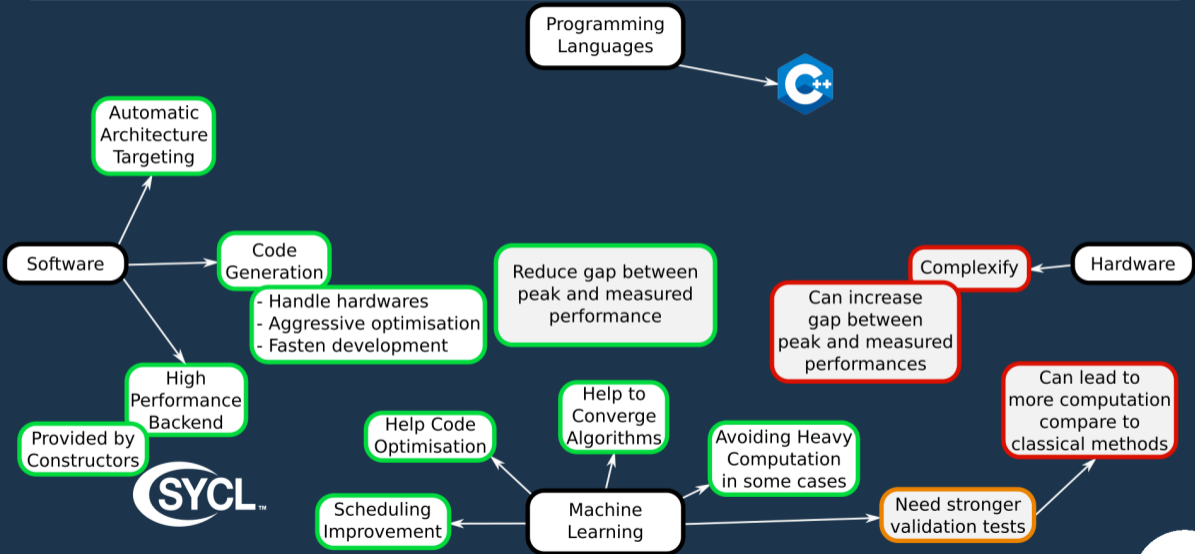 Programming
Languages
C++
Automatic
Architecture
Targeting
Software
Code
Generation
- Handle hardwares
- Aggressive optimisation
- Fasten development
High
Performance
Backend
Provided by
Constructors
SYCL™
Reduce gap between
peak and measured
performance
Complexify
Hardware
Can increase
gap between
peak and measured
performances
Help Code
Optimisation
Help to
Converge
Algorithms
Avoiding Heavy
Computation
in some cases
Scheduling
Improvement
Machine
Learning
Need stronger
validation tests
Can lead to
more computation
compare to
classical methods